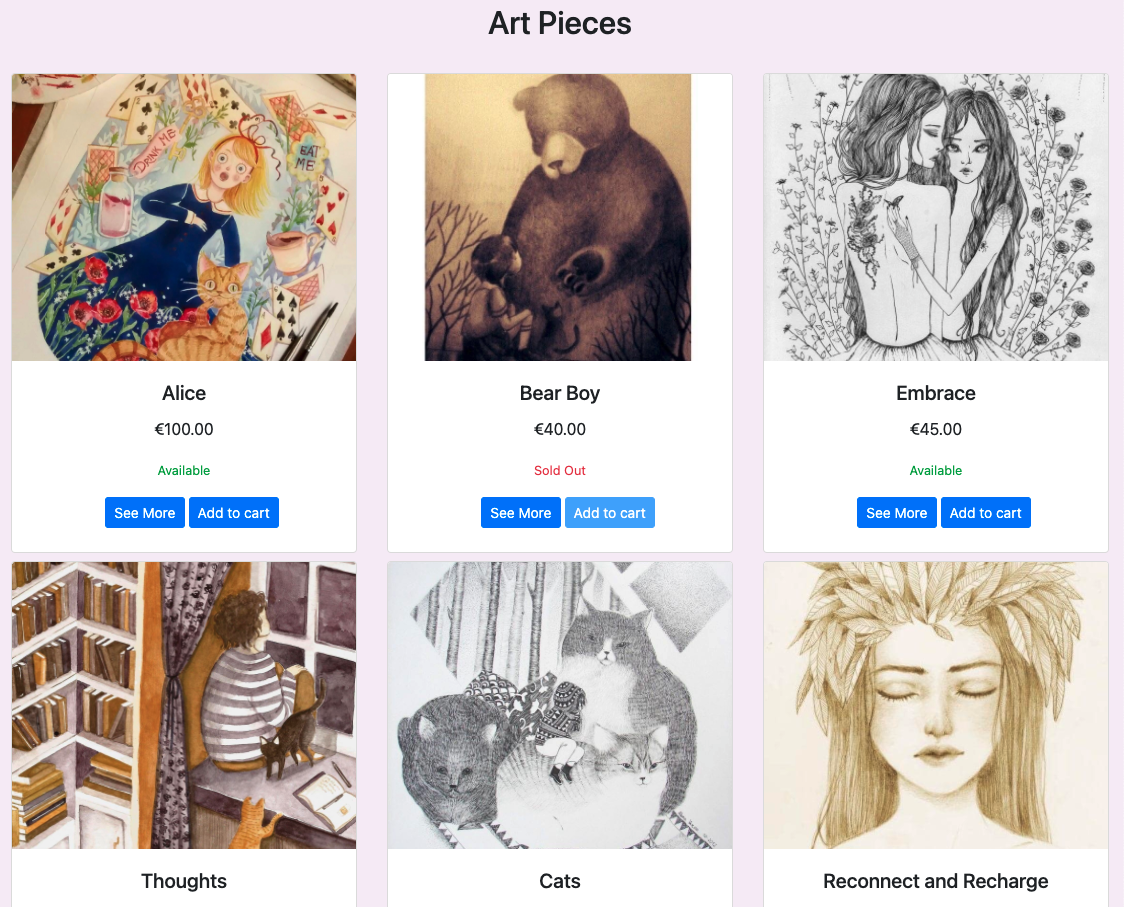 Art Pieces
DRINK ME
EAT
ME
Alice
€100.00
Available
See More Add to cart
Bear Boy
€40.00
Sold Out
See More Add to cart
Embrace
€45.00
Available
See More Add to cart
Thoughts
Cats
Reconnect and Recharge